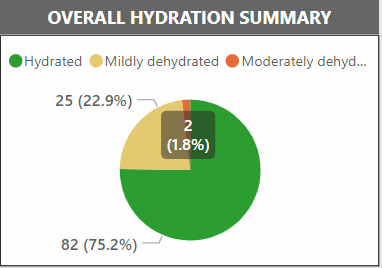 OVERALL HYDRATION SUMMARY
Hydrated Mildly dehydrated Moderately dehyd...
25 (22.9%)
2
(1.8%)
82 (75.2%)